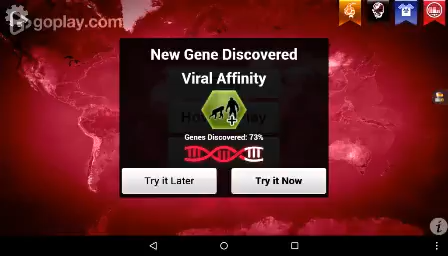 goplay.com
New Gene Discovered
Viral Affinity
Genes Discovered: 73%
Try it Later
Try it Now